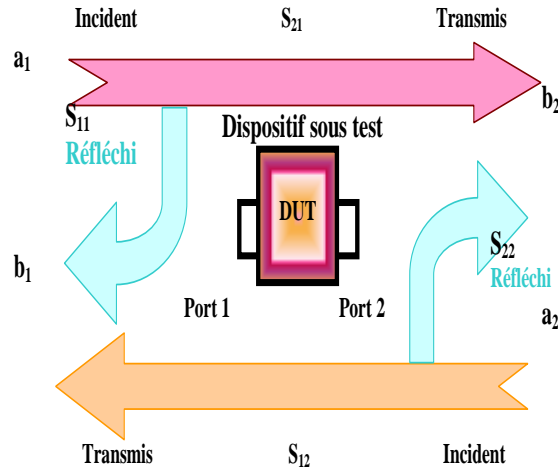 Incident S₂₁ Transmis
a₁
b₂
S₁₁
Réfléchi
Dispositif sous test
DUT
S₂₂
Réfléchi
b₁
Port 1 Port 2
a₂
Transmis S₁₂ Incident